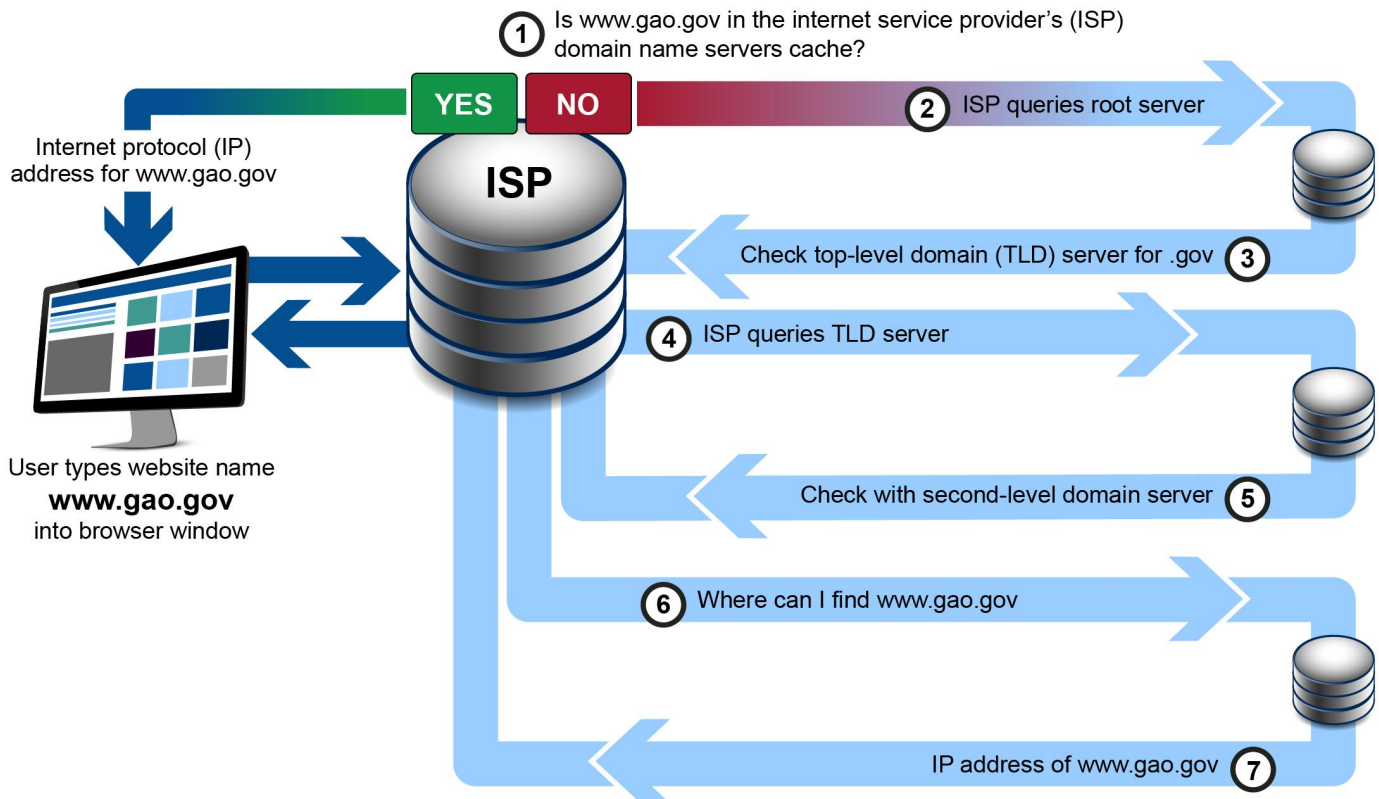 1
Is www.gao.gov in the internet service provider's (ISP)
domain name servers cache?
YES
NO
2
ISP queries root server
Internet protocol (IP)
address for www.gao.gov
ISP
Check top-level domain (TLD) server for .gov
3
4
ISP queries TLD server
User types website name
www.gao.gov
into browser window
Check with second-level domain server
5
6
Where can I find www.gao.gov
IP address of www.gao.gov
7